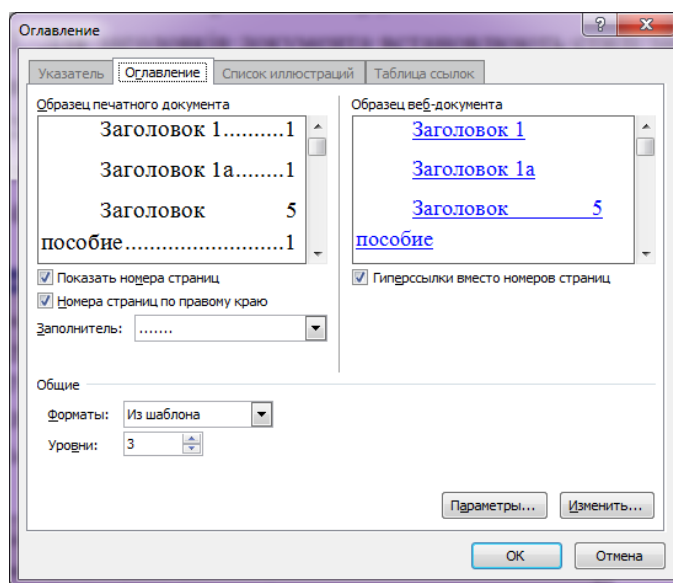 Оглавление
Указатель Оглавление Список иллюстраций Таблица ссылок
Образец печатного документа
Заголовок 1..........1
Заголовок 1а........1
Заголовок 5
пособие............................1
Образец веб-документа
Заголовок 1
Заголовок 1а
Заголовок 5
пособие
Показать номера страниц
Номера страниц по правому краю
Заполнитель: .......
Гиперссылки вместо номеров страниц
Общие
Форматы: Из шаблона
Уровни: 3
Параметры... Изменить...
ОК Отмена